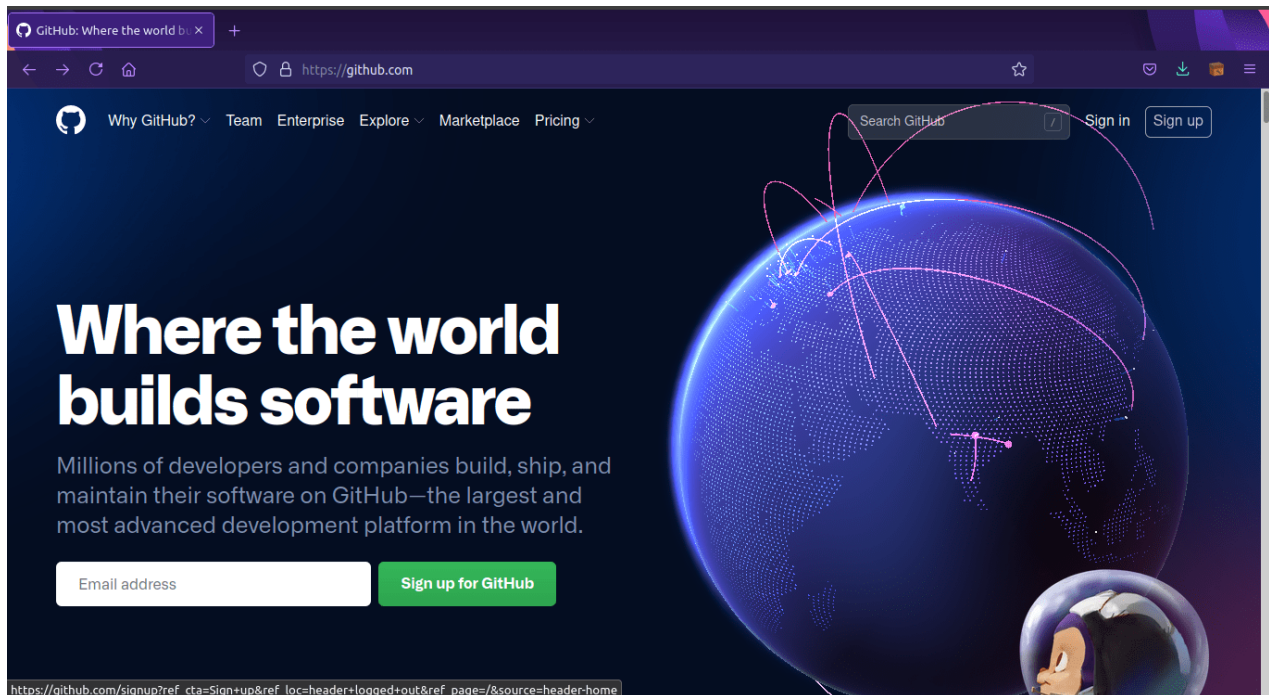 GitHub: Where the world bu
https://github.com
Why GitHub? Team Enterprise Explore Marketplace Pricing Search GitHub / Sign in Sign up
Where the world
builds software
Millions of developers and companies build, ship, and
maintain their software on GitHub—the largest and
most advanced development platform in the world.
Email address Sign up for GitHub
https://github.com/signup?ref_cta=Sign+up&ref_loc=header+logged+out&ref_page=/&source=header-home